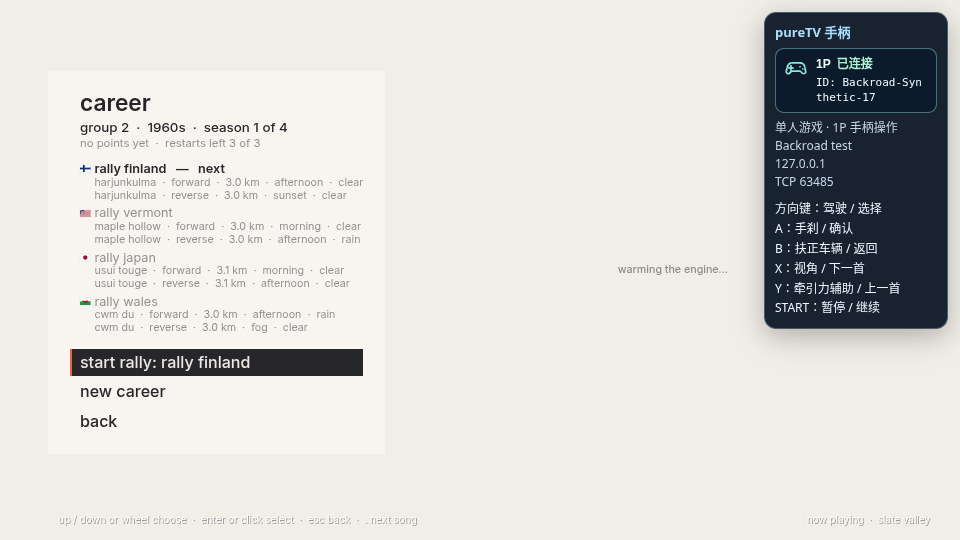 career
group 2 · 1960s · season 1 of 4
no points yet · restarts left 3 of 3
rally finland — next
harjunkulma · forward · 3.0 km · afternoon · clear
harjunkulma · reverse · 3.0 km · sunset · clear
rally vermont
maple hollow · forward · 3.0 km · morning · clear
maple hollow · reverse · 3.0 km · afternoon · rain
rally japan
usui touge · forward · 3.1 km · morning · clear
usui touge · reverse · 3.1 km · afternoon · clear
rally wales
cwm du · forward · 3.0 km · afternoon · rain
cwm du · reverse · 3.0 km · fog · clear
start rally: rally finland
new career
back
warming the engine...
pureTV 手柄
1P 已连接
ID: Backroad-Syn
thetic-17
单人游戏 · 1P 手柄操作
Backroad test
127.0.0.1
TCP 63485
方向键：驾驶 / 选择
A：手刹 / 确认
B：扶正车辆 / 返回
X：视角 / 下一首
Y：牵引力辅助 / 上一首
START：暂停 / 继续
up / down or wheel choose · enter or click select · esc back · . next song
now playing · slate valley